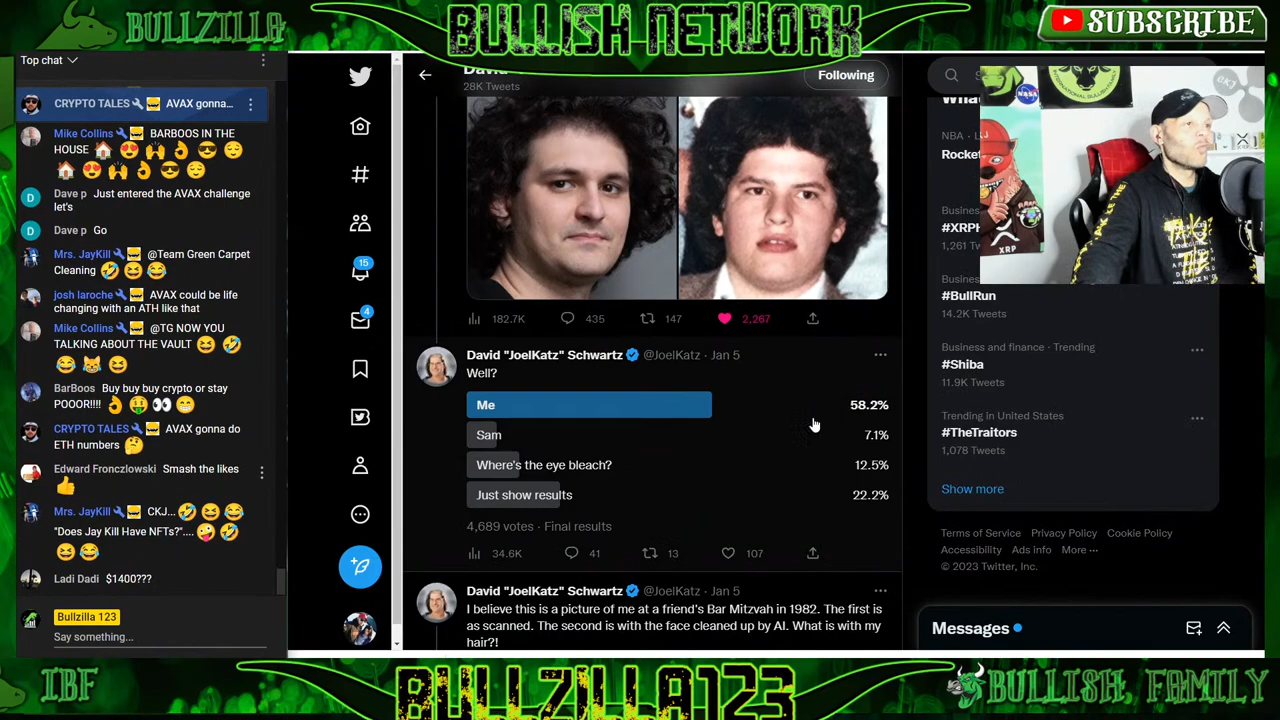 BULLZILLA
BULLISH NETWORK
SUBSCRIBE
Top chat
CRYPTO TALES AVAX gonna...
Mike Collins BARBOOS IN THE
HOUSE
Dave p Just entered the AVAX challenge
let's
Dave p Go
Mrs. JayKill @Team Green Carpet
Cleaning
josh laroche AVAX could be life
changing with an ATH like that
Mike Collins @TG NOW YOU
TALKING ABOUT THE VAULT
BarBoos Buy buy buy crypto or stay
POOR!!!!
CRYPTO TALES AVAX gonna do
ETH numbers
Edward Fronczlowski Smash the likes
Mrs. JayKill CKJ...
"Does Jay Kill Have NFTs?"....
Ladi Dadi $1400???
Bullzilla 123
Say something...
15
4
28K Tweets
Following
182.7K 435 147 2,267
David "JoelKatz" Schwartz @JoelKatz · Jan 5
Well?
Me 58.2%
Sam 7.1%
Where's the eye bleach? 12.5%
Just show results 22.2%
4,689 votes · Final results
34.6K 41 13 107
David "JoelKatz" Schwartz @JoelKatz · Jan 5
I believe this is a picture of me at a friend's Bar Mitzvah in 1982. The first is
as scanned. The second is with the face cleaned up by AI. What is with my
hair?!
NBA
Rocket
NASA
XRP
#XRPH
1,261
#BullRun
14.2K Tweets
Business and finance · Trending
#Shiba
11.9K Tweets
Trending in United States
#TheTraitors
1,078 Tweets
Show more
Terms of Service Privacy Policy Cookie Policy
Accessibility Ads info More ···
© 2023 Twitter, Inc.
Messages
IBF
BULLZILLA123
BULLISH FAMILY